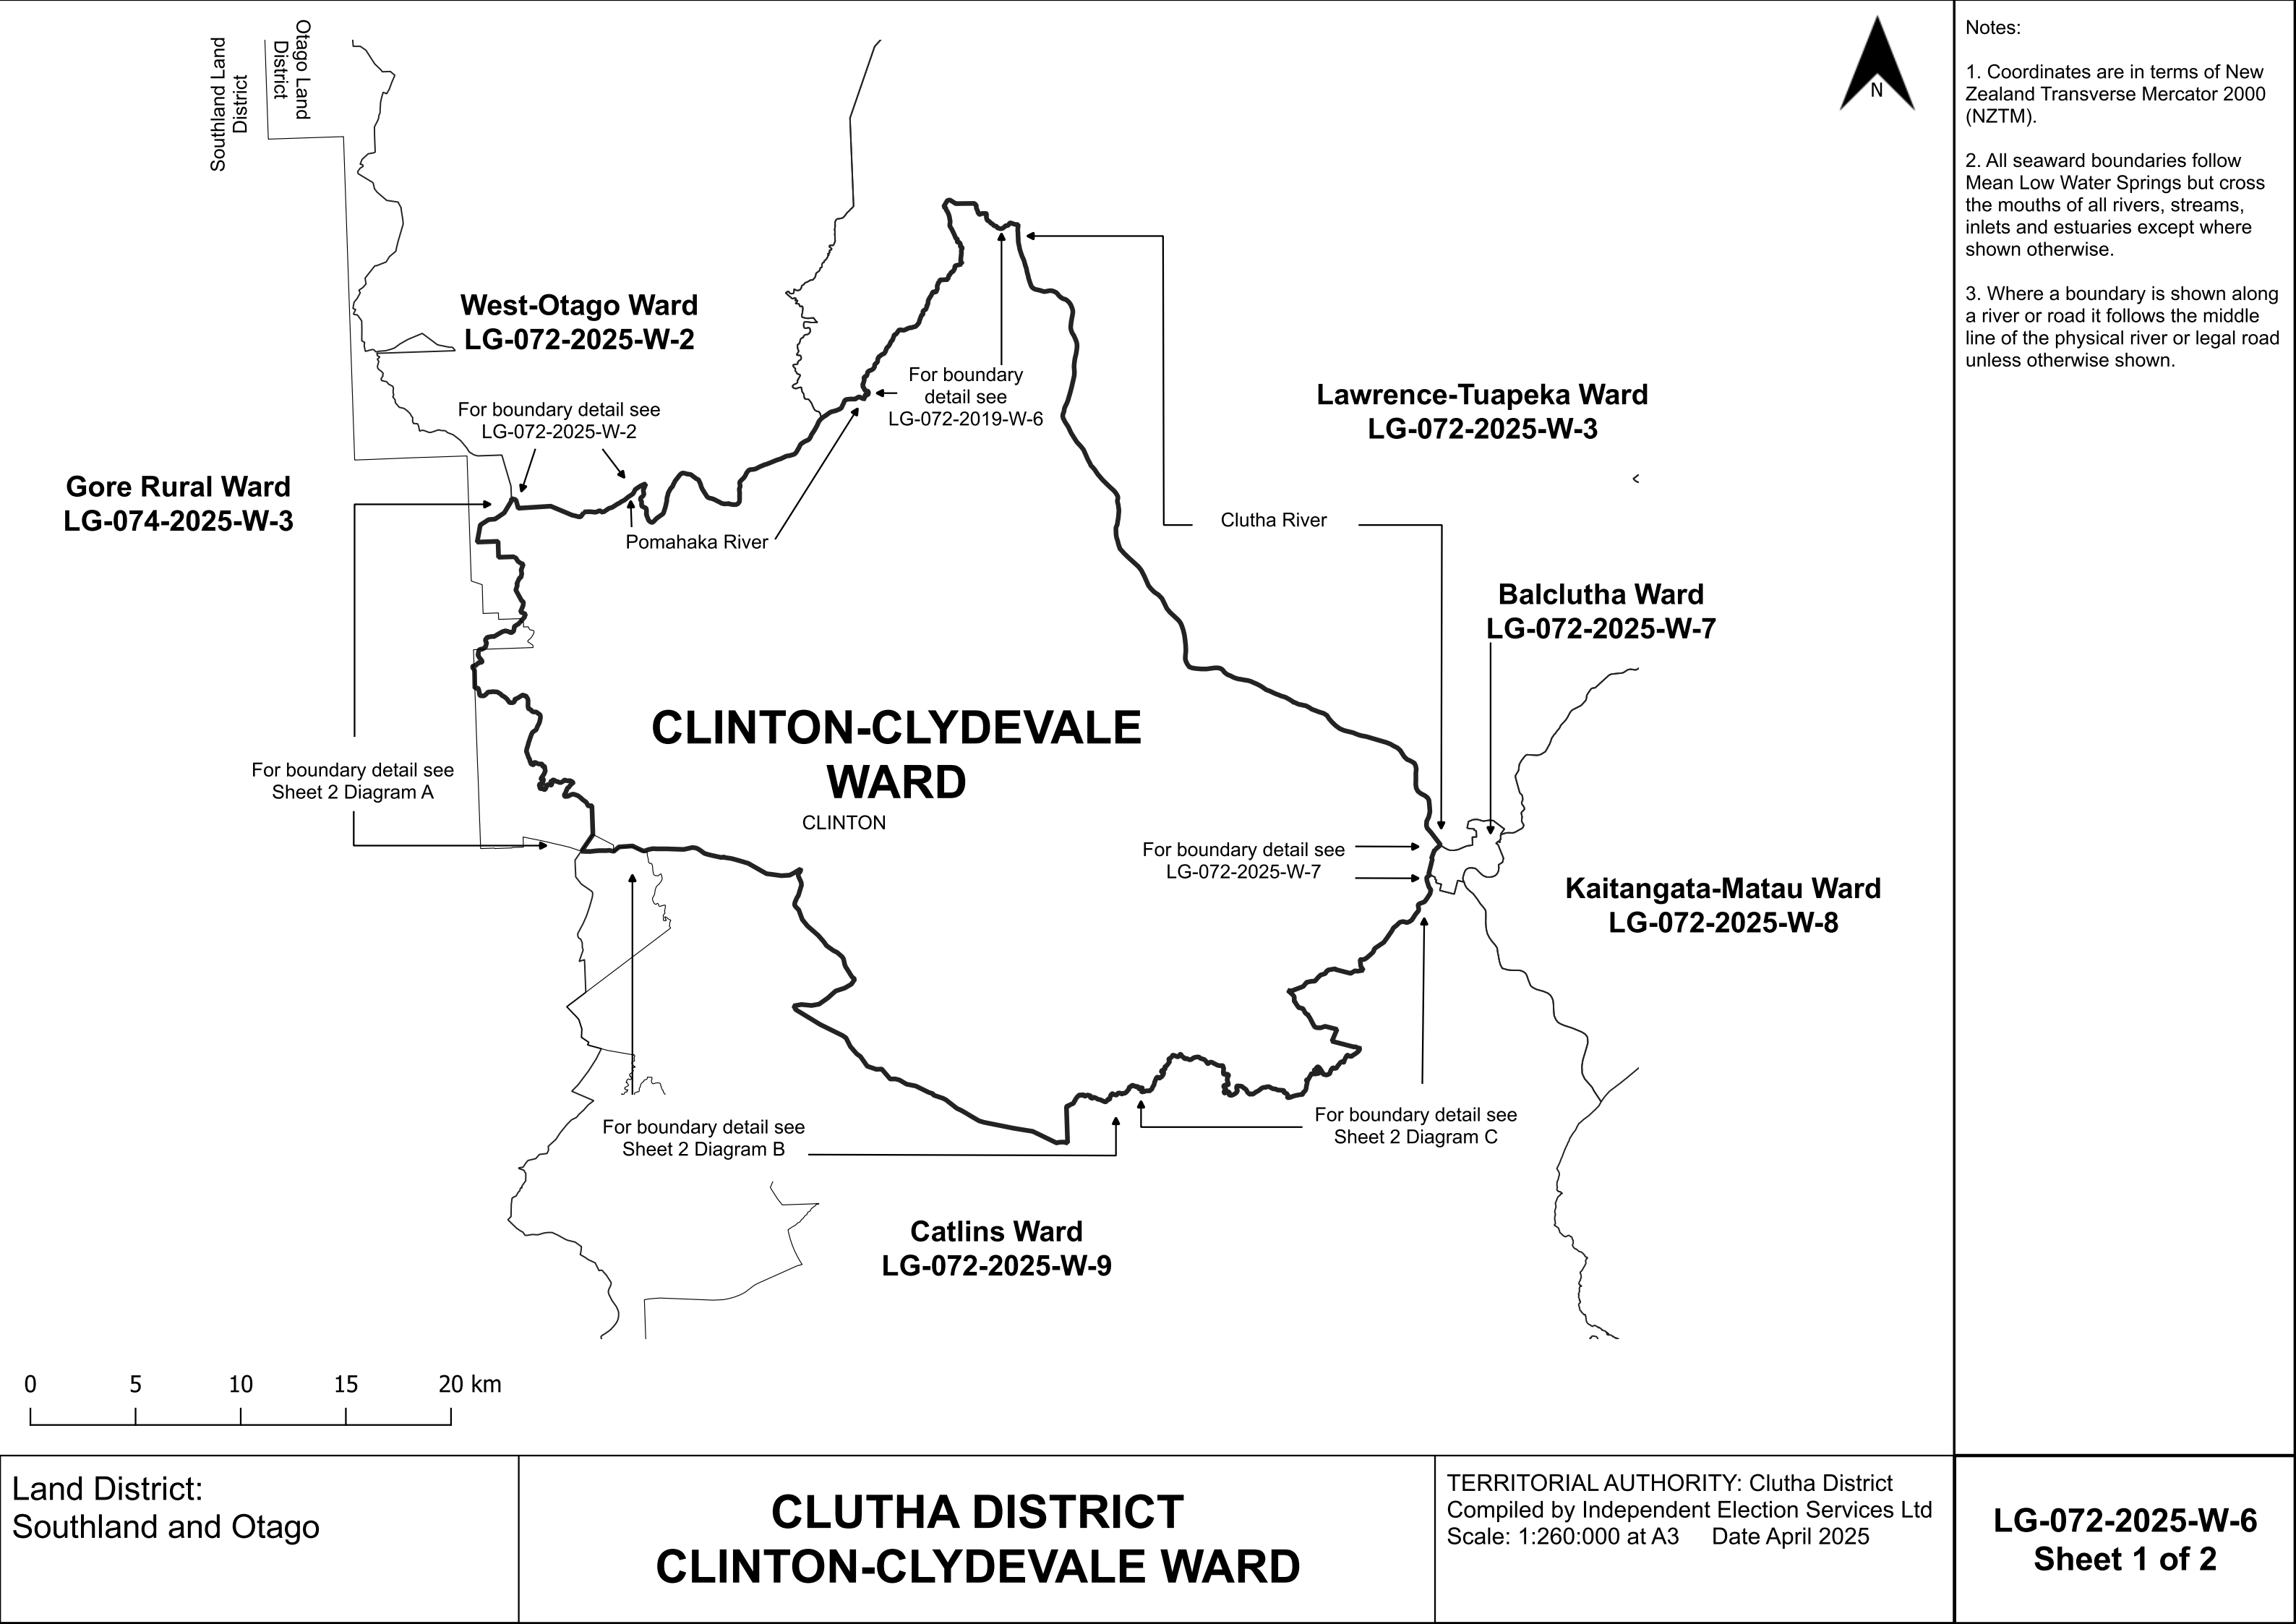 Otago Land
District
Southland Land
District
N
Notes:
1. Coordinates are in terms of New
Zealand Transverse Mercator 2000
(NZTM).
2. All seaward boundaries follow
Mean Low Water Springs but cross
the mouths of all rivers, streams,
inlets and estuaries except where
shown otherwise.
3. Where a boundary is shown along
a river or road it follows the middle
line of the physical river or legal road
unless otherwise shown.
West-Otago Ward
LG-072-2025-W-2
For boundary
detail see
LG-072-2019-W-6
Lawrence-Tuapeka Ward
LG-072-2025-W-3
For boundary detail see
LG-072-2025-W-2
Gore Rural Ward
LG-074-2025-W-3
Clutha River
Pomahaka River
Balclutha Ward
LG-072-2025-W-7
CLINTON-CLYDEVALE
WARD
CLINTON
For boundary detail see
Sheet 2 Diagram A
For boundary detail see
LG-072-2025-W-7
Kaitangata-Matau Ward
LG-072-2025-W-8
For boundary detail see
Sheet 2 Diagram B
For boundary detail see
Sheet 2 Diagram C
Catlins Ward
LG-072-2025-W-9
0 5 10 15 20 km
Land District:
Southland and Otago
CLUTHA DISTRICT
CLINTON-CLYDEVALE WARD
TERRITORIAL AUTHORITY: Clutha District
Compiled by Independent Election Services Ltd
Scale: 1:260:000 at A3 Date April 2025
LG-072-2025-W-6
Sheet 1 of 2